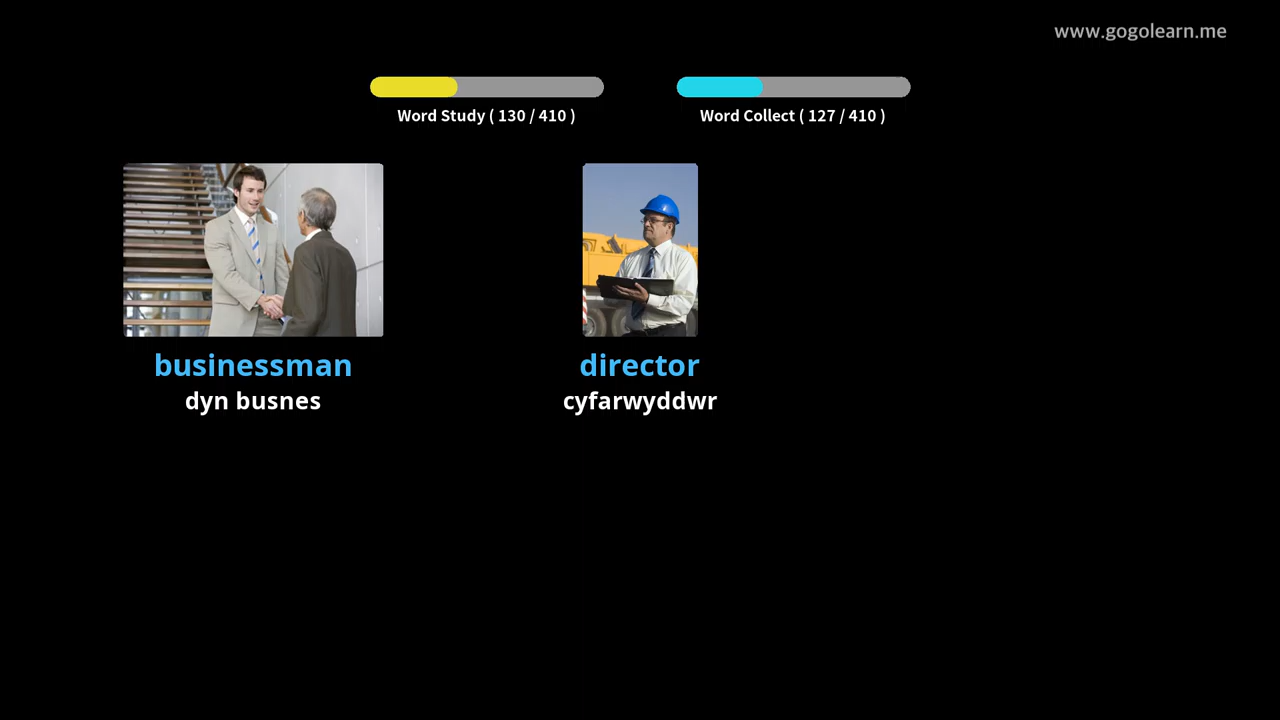 www.gogolearn.me
Word Study ( 130 / 410 )
Word Collect ( 127 / 410 )
businessman
dyn busnes
director
cyfarwyddwr